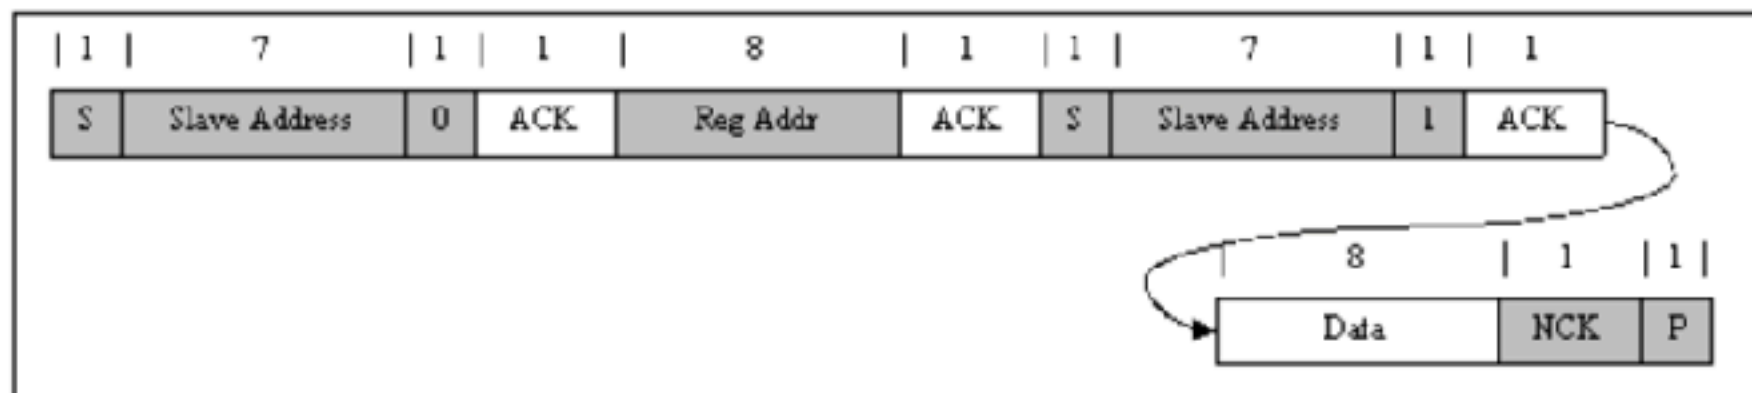 | 1 | 7 | 1 | 1 | 8 | 1 | 1 | 7 | 1 | 1
S Slave Address 0 ACK Reg Addr ACK S Slave Address 1 ACK
| 8 | 1 | 1 |
Data NCK P